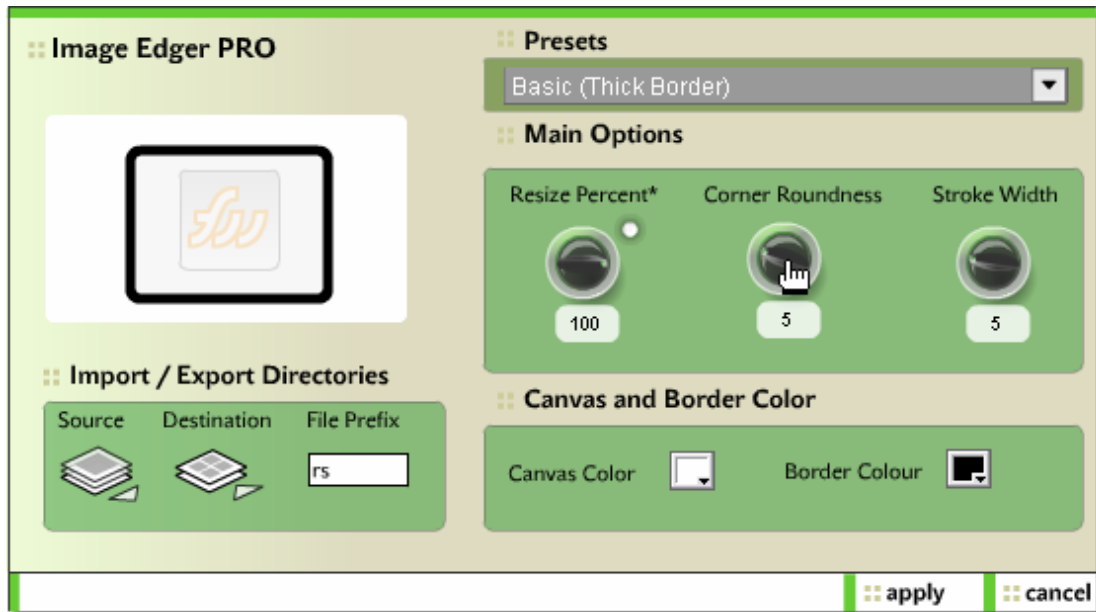 Image Edger PRO
Presets
Basic (Thick Border)
Main Options
Resize Percent* Corner Roundness Stroke Width
100 5 5
Import / Export Directories
Source Destination File Prefix
rs
Canvas and Border Color
Canvas Color Border Colour
apply cancel